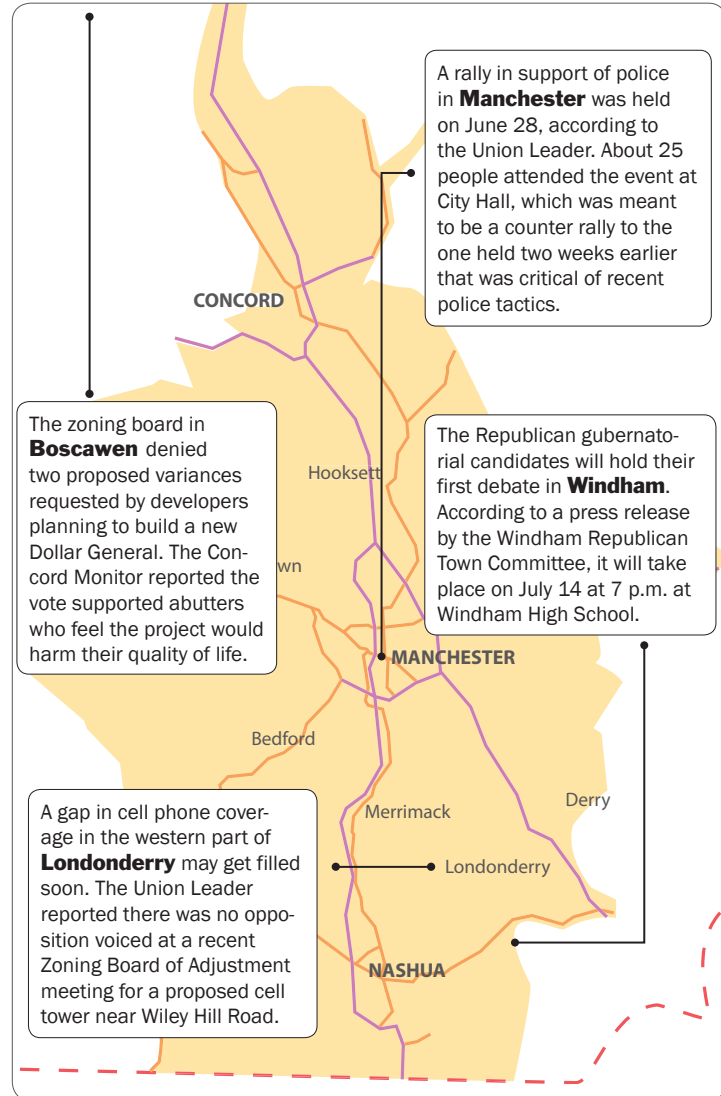 A rally in support of police
in Manchester was held
on June 28, according to
the Union Leader. About 25
people attended the event at
City Hall, which was meant
to be a counter rally to the
one held two weeks earlier
that was critical of recent
police tactics.
CONCORD
The zoning board in
Boscawen denied
two proposed variances
requested by developers
planning to build a new
Dollar General. The Con-
cord Monitor reported the
vote supported abutters
who feel the project would
harm their quality of life.
Hooksett
wn
The Republican gubernato-
rial candidates will hold their
first debate in Windham.
According to a press release
by the Windham Republican
Town Committee, it will take
place on July 14 at 7 p.m. at
Windham High School.
MANCHESTER
Bedford
Merrimack
Derry
Londonderry
A gap in cell phone cover-
age in the western part of
Londonderry may get filled
soon. The Union Leader
reported there was no oppo-
sition voiced at a recent
Zoning Board of Adjustment
meeting for a proposed cell
tower near Wiley Hill Road.
NASHUA